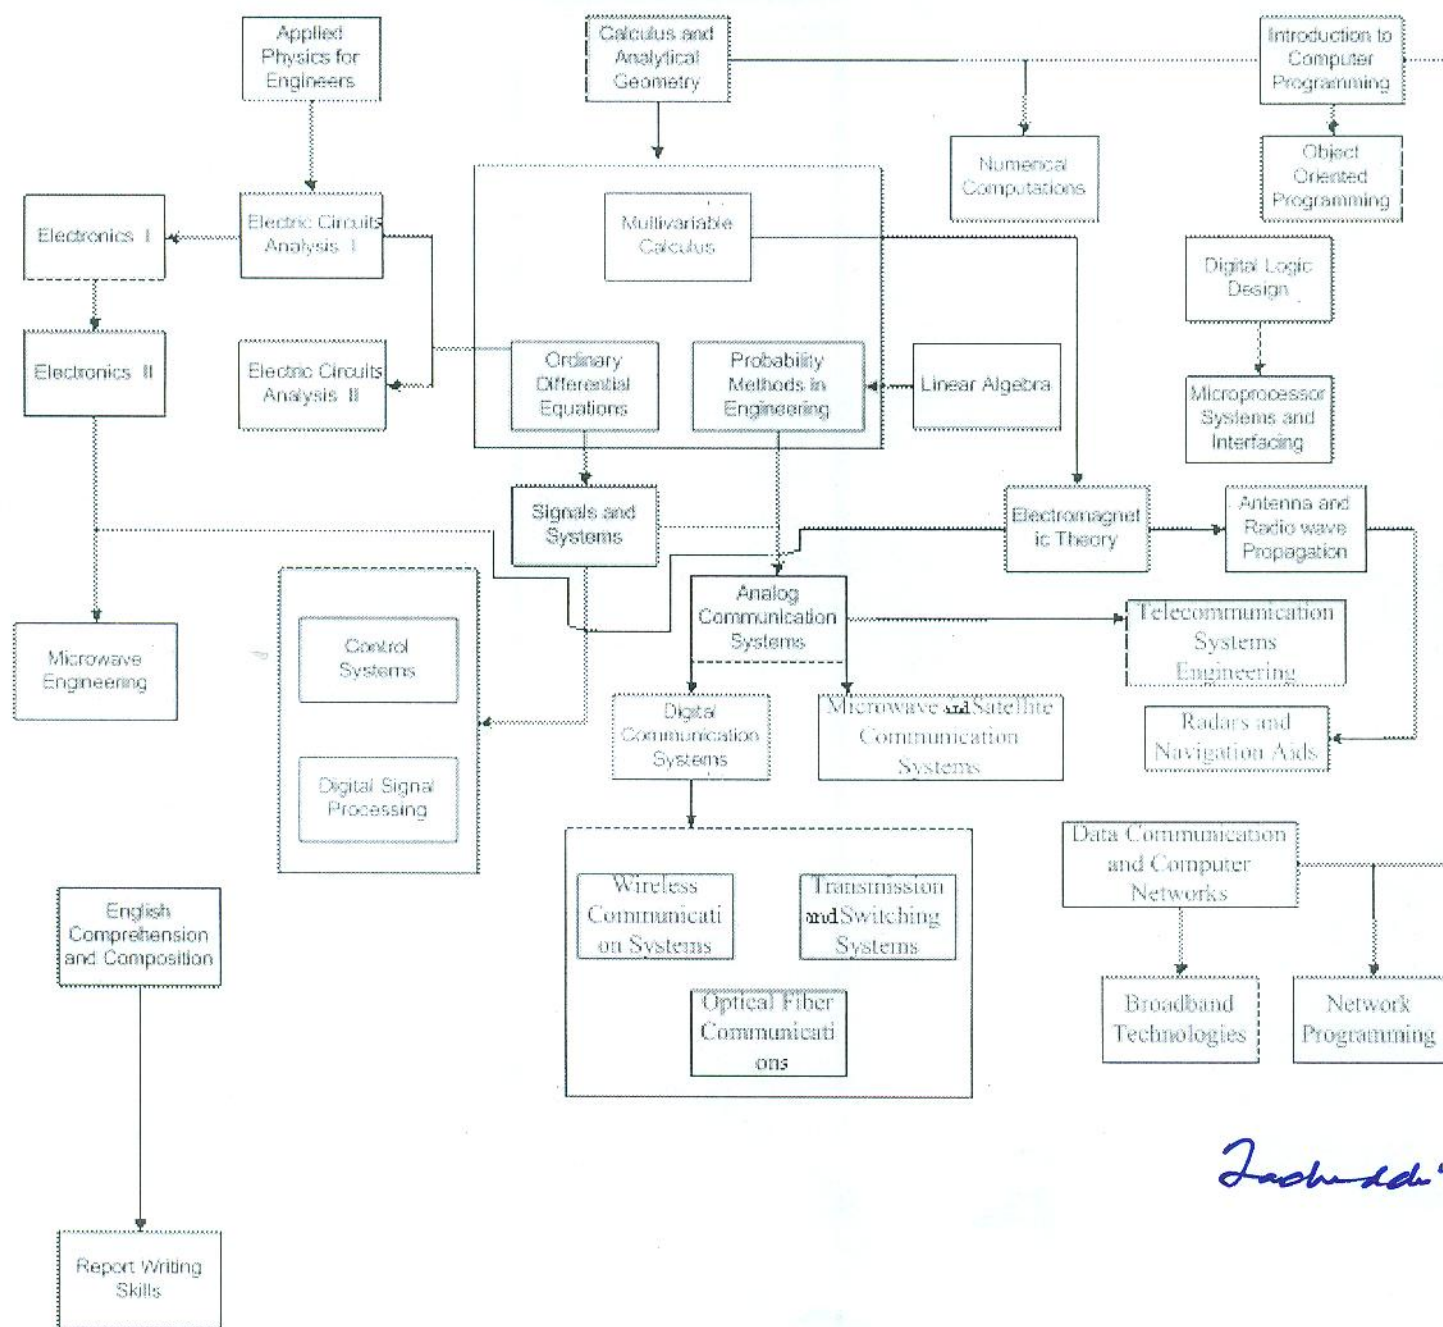 Applied
Physics for
Engineers
Calculus and
Analytical
Geometry
Introduction to
Computer
Programming
Numerical
Computations
Object
Oriented
Programming
Electronics I
Electric Circuits
Analysis I
Multivariable
Calculus
Digital Logic
Design
Electronics II
Electric Circuits
Analysis II
Ordinary
Differential
Equations
Probability
Methods in
Engineering
Linear Algebra
Microprocessor
Systems and
Interfacing
Signals and
Systems
Electromagnet
ic Theory
Antenna and
Radio wave
Propagation
Analog
Communication
Systems
Telecommunication
Systems
Engineering
Microwave
Engineering
Control
Systems
Digital
Communication
Systems
Microwave and Satellite
Communication
Systems
Radars and
Navigation Aids
Digital Signal
Processing
Data Communication
and Computer
Networks
English
Comprehension
and Composition
Wireless
Communicati
on Systems
Transmission
and Switching
Systems
Optical Fiber
Communicati
ons
Broadband
Technologies
Network
Programming
Report Writing
Skills